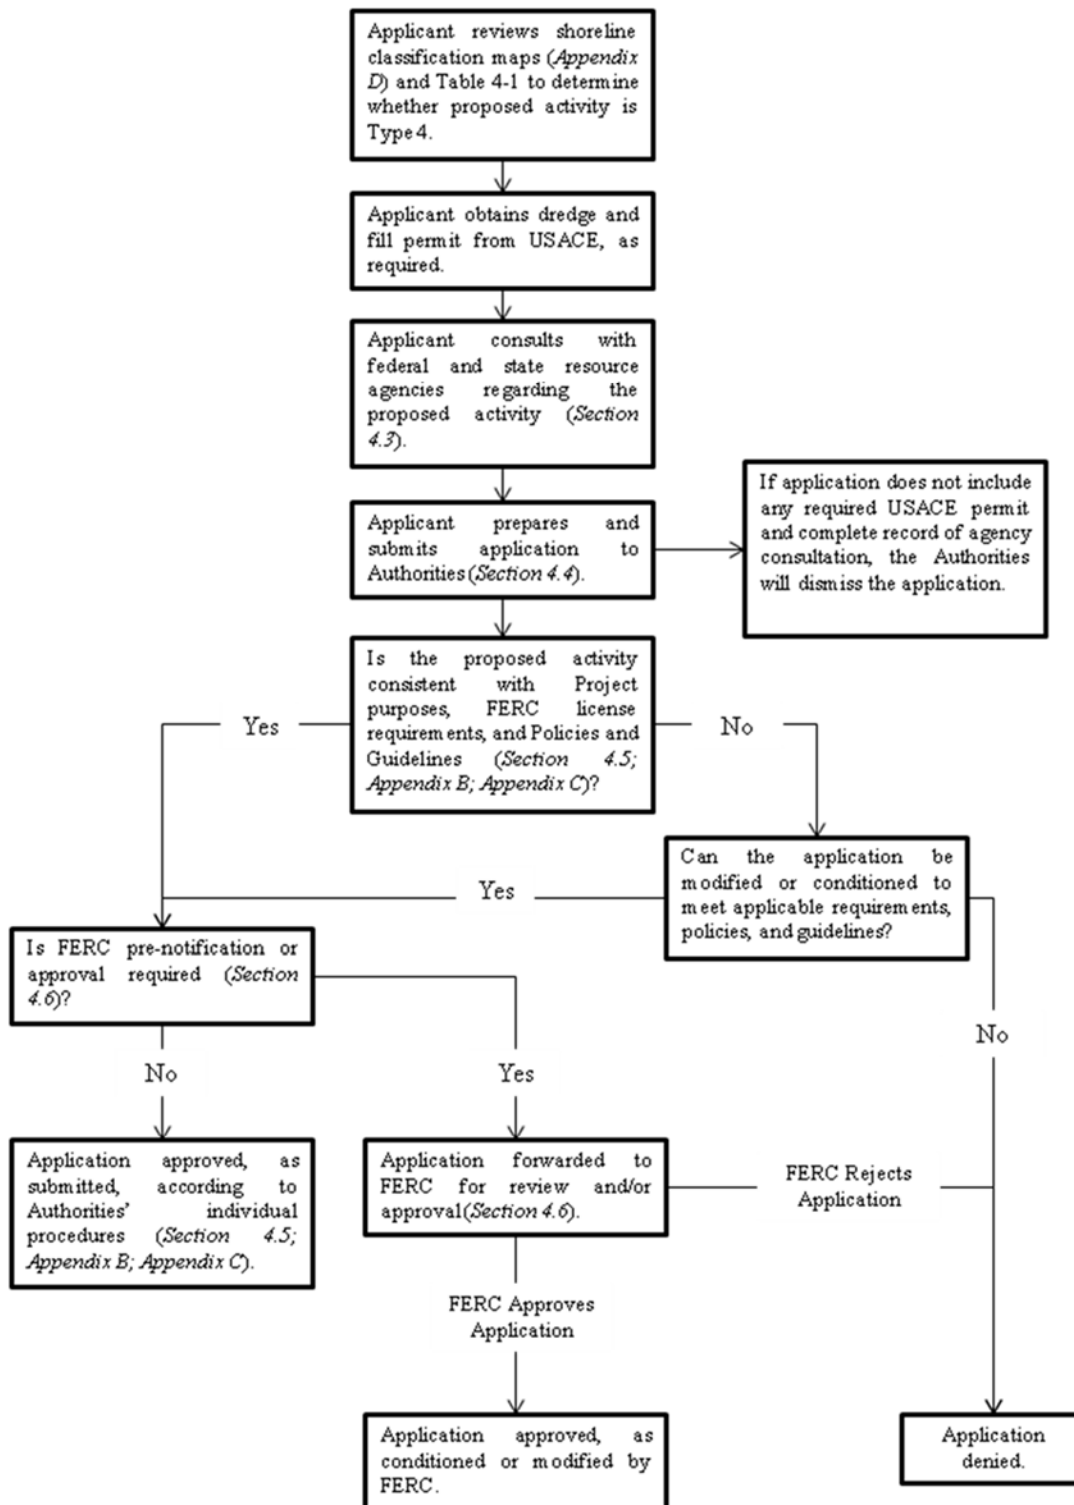 Applicant reviews shoreline
classification maps (Appendix
D) and Table 4-1 to determine
whether proposed activity is
Type 4.
Applicant obtains dredge and
fill permit from USACE, as
required.
Applicant consults with
federal and state resource
agencies regarding the
proposed activity (Section
4.3).
Applicant prepares and
submits application to
Authorities (Section 4.4).
If application does not include
any required USACE permit
and complete record of agency
consultation, the Authorities
will dismiss the application.
Is the proposed activity
consistent with Project
purposes, FERC license
requirements, and Policies and
Guidelines (Section 4.5;
Appendix B; Appendix C)?
Yes
No
Can the application be
modified or conditioned to
meet applicable requirements,
policies, and guidelines?
Yes
No
Is FERC pre-notification or
approval required (Section
4.6)?
No
Yes
Application approved, as
submitted, according to
Authorities' individual
procedures (Section 4.5;
Appendix B; Appendix C).
Application forwarded to
FERC for review and/or
approval (Section 4.6).
FERC Rejects
Application
FERC Approves
Application
Application approved, as
conditioned or modified by
FERC.
Application
denied.